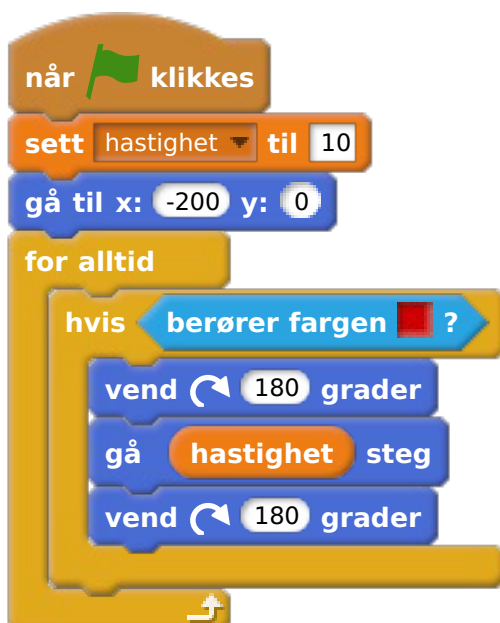 når klikkes
sett hastighet til 10
gå til x: -200 y: 0
for alltid
hvis berører fargen ?
vend 180 grader
gå hastighet steg
vend 180 grader